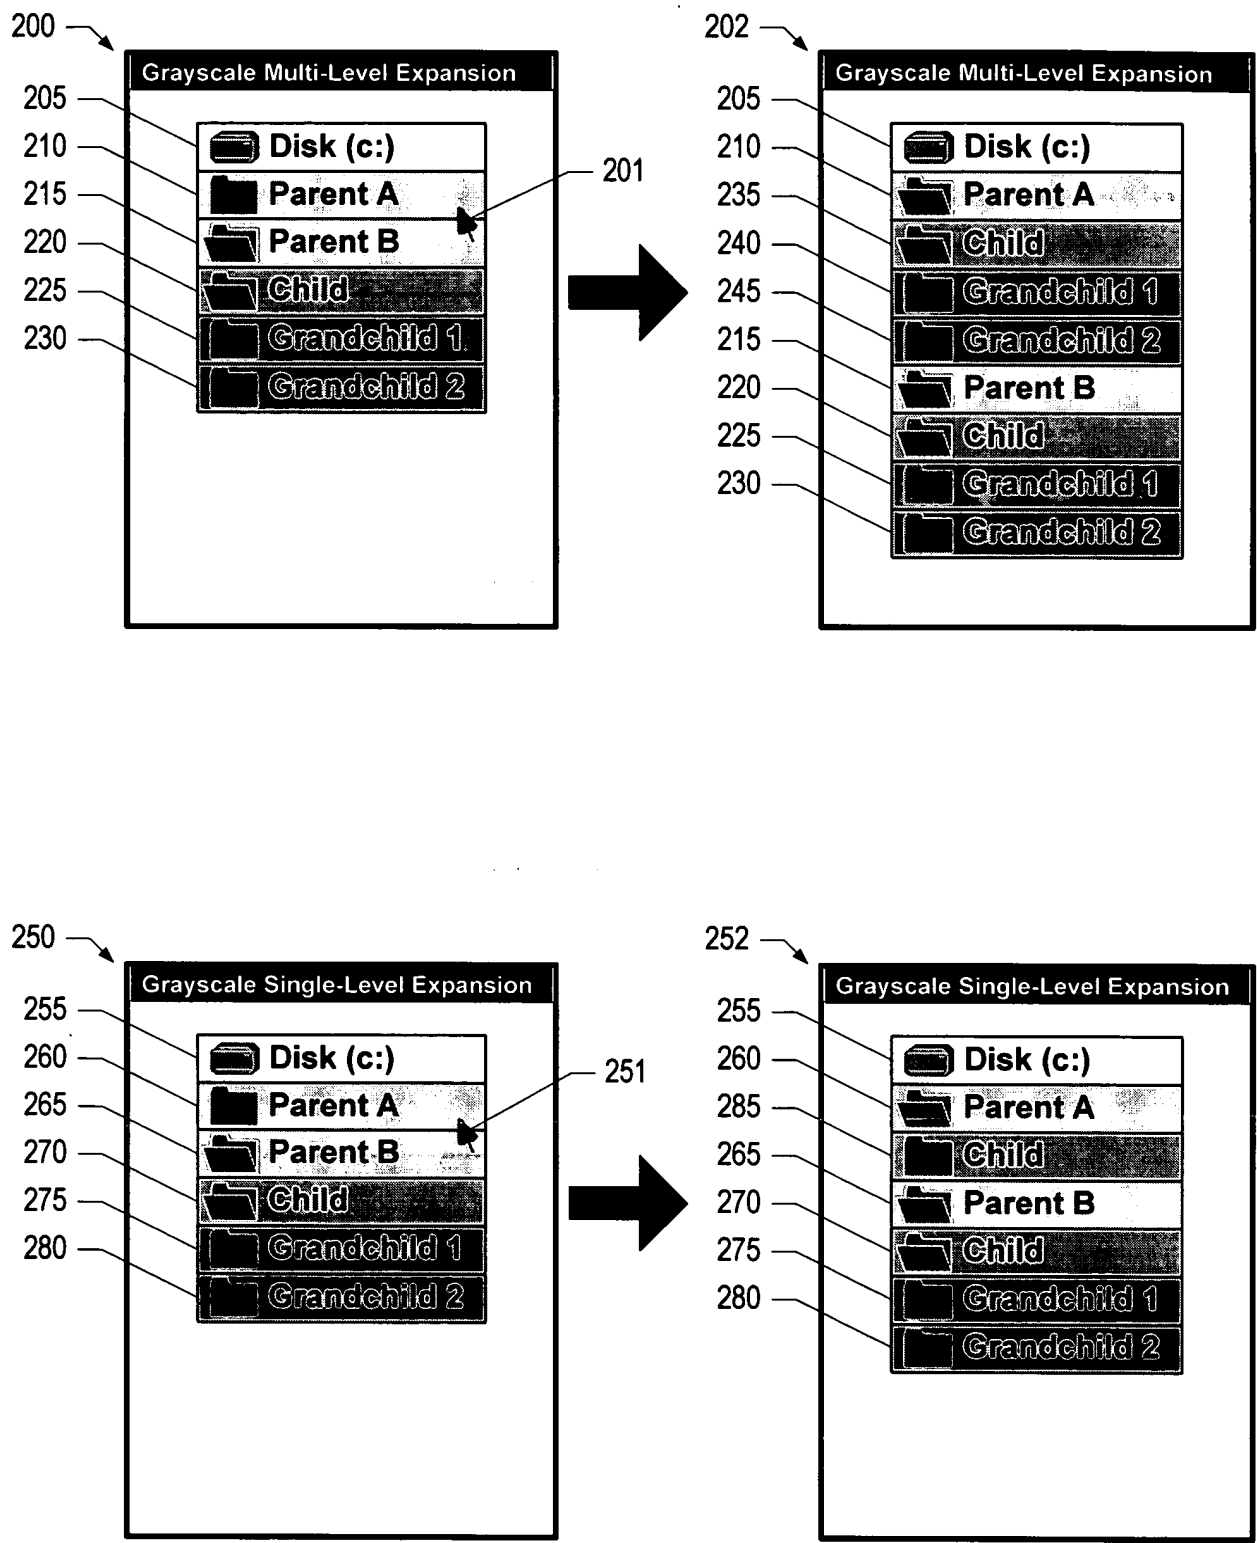 200
Grayscale Multi-Level Expansion
205 Disk (c:)
210 Parent A
201
215 Parent B
220 Child
225 Grandchild 1
230 Grandchild 2
202
Grayscale Multi-Level Expansion
205 Disk (c:)
210 Parent A
235 Child
240 Grandchild 1
245 Grandchild 2
215 Parent B
220 Child
225 Grandchild 1
230 Grandchild 2
250
Grayscale Single-Level Expansion
255 Disk (c:)
260 Parent A
251
265 Parent B
270 Child
275 Grandchild 1
280 Grandchild 2
252
Grayscale Single-Level Expansion
255 Disk (c:)
260 Parent A
285 Child
265 Parent B
270 Child
275 Grandchild 1
280 Grandchild 2